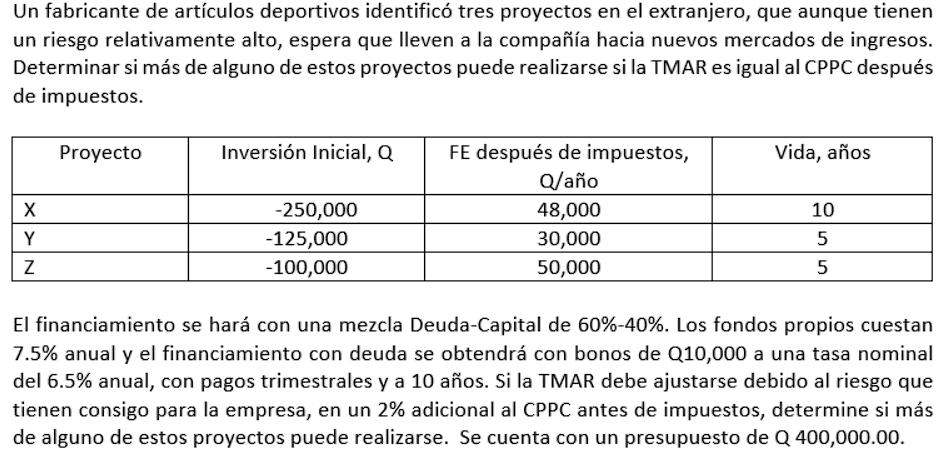 Un fabricante de artículos deportivos identificó tres proyectos en el extranjero, que aunque tienen
un riesgo relativamente alto, espera que lleven a la compañía hacia nuevos mercados de ingresos.
Determinar si más de alguno de estos proyectos puede realizarse si la TMAR es igual al CPPC después
de impuestos.
Proyecto Inversión Inicial, Q FE después de impuestos, Vida, años
Q/año
X -250,000 48,000 10
Y -125,000 30,000 5
Z -100,000 50,000 5
El financiamiento se hará con una mezcla Deuda-Capital de 60%-40%. Los fondos propios cuestan
7.5% anual y el financiamiento con deuda se obtendrá con bonos de Q10,000 a una tasa nominal
del 6.5% anual, con pagos trimestrales y a 10 años. Si la TMAR debe ajustarse debido al riesgo que
tienen consigo para la empresa, en un 2% adicional al CPPC antes de impuestos, determine si más
de alguno de estos proyectos puede realizarse. Se cuenta con un presupuesto de Q 400,000.00.